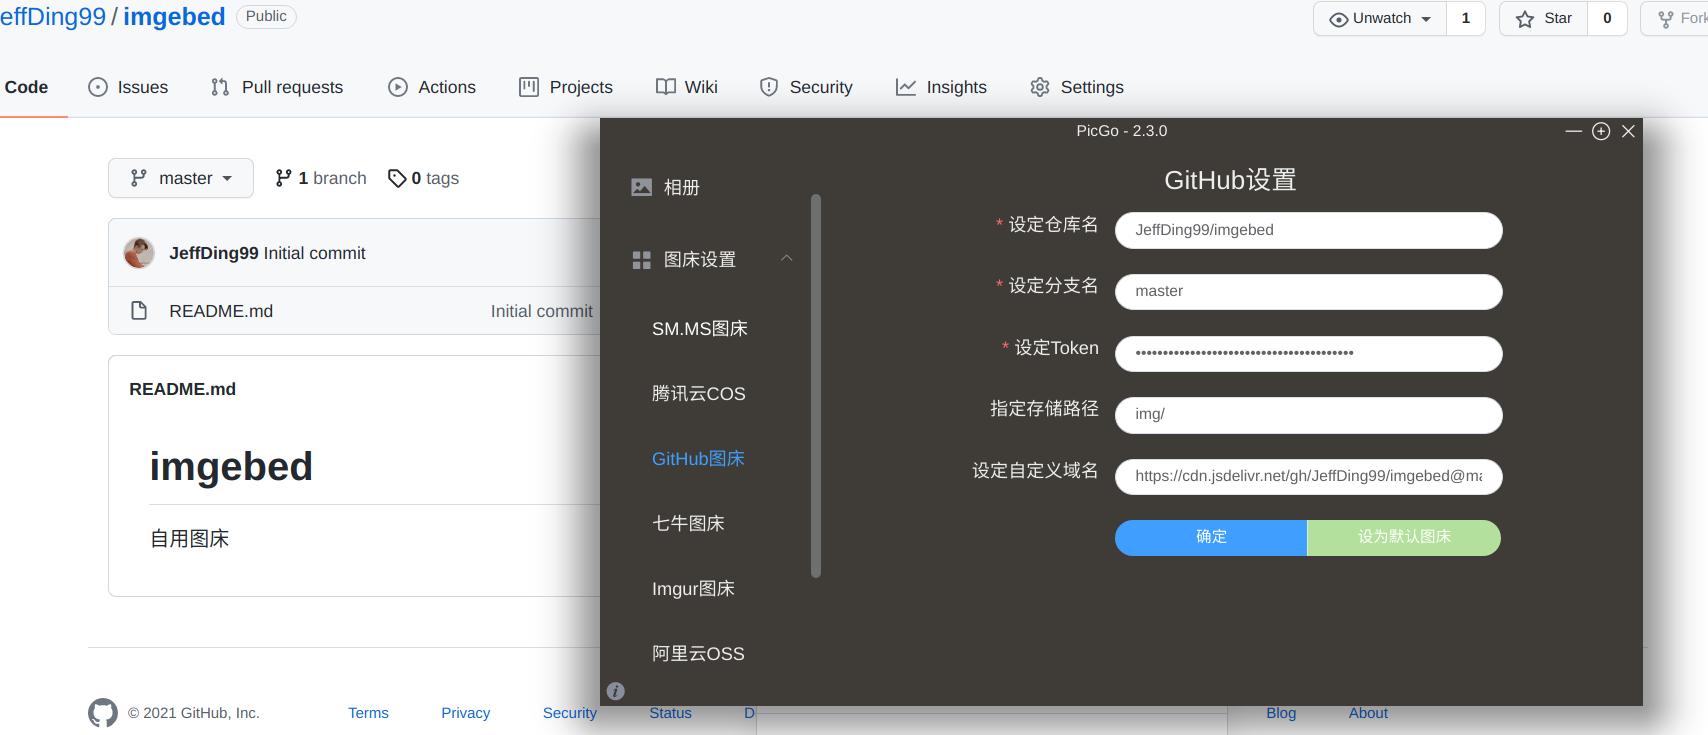 effDing99 / imgebed Public Unwatch 1 Star 0 Fork
Code Issues Pull requests Actions Projects Wiki Security Insights Settings
PicGo - 2.3.0
master 1 branch 0 tags
JeffDing99 Initial commit
README.md Initial commit
README.md
imgebed
自用图床
相册
图床设置
SM.MS图床
腾讯云COS
GitHub图床
七牛图床
Imgur图床
阿里云OSS
GitHub设置
* 设定仓库名 JeffDing99/imgebed
* 设定分支名 master
* 设定Token ••••••••••••••••••••••••••••••••••••••••
指定存储路径 img/
设定自定义域名 https://cdn.jsdelivr.net/gh/JeffDing99/imgebed@ma
确定 设为默认图床
© 2021 GitHub, Inc. Terms Privacy Security Status D Blog About